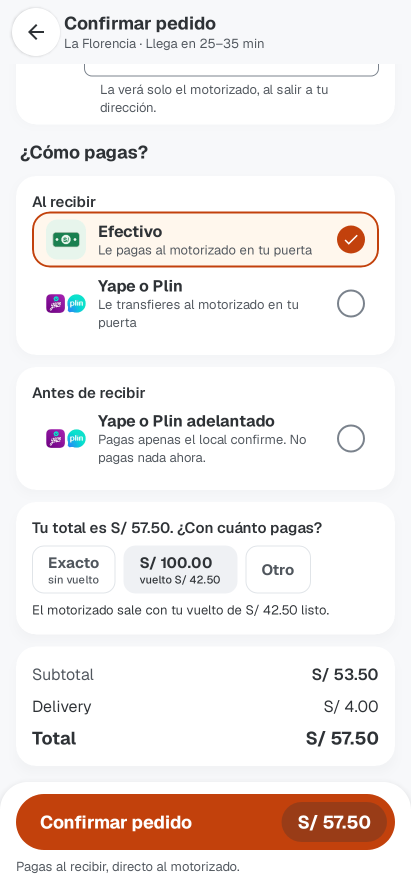 Confirmar pedido
La Florencia · Llega en 25–35 min
La verá solo el motorizado, al salir a tu
dirección.
¿Cómo pagas?
Al recibir
Efectivo
Le pagas al motorizado en tu puerta
Yape o Plin
Le transfieres al motorizado en tu
puerta
plin
Antes de recibir
Yape o Plin adelantado
Pagas apenas el local confirme. No
pagas nada ahora.
plin
Tu total es S/ 57.50. ¿Con cuánto pagas?
Exacto
sin vuelto
S/ 100.00
vuelto S/ 42.50
Otro
El motorizado sale con tu vuelto de S/ 42.50 listo.
Subtotal S/ 53.50
Delivery S/ 4.00
Total S/ 57.50
Confirmar pedido S/ 57.50
Pagas al recibir, directo al motorizado.